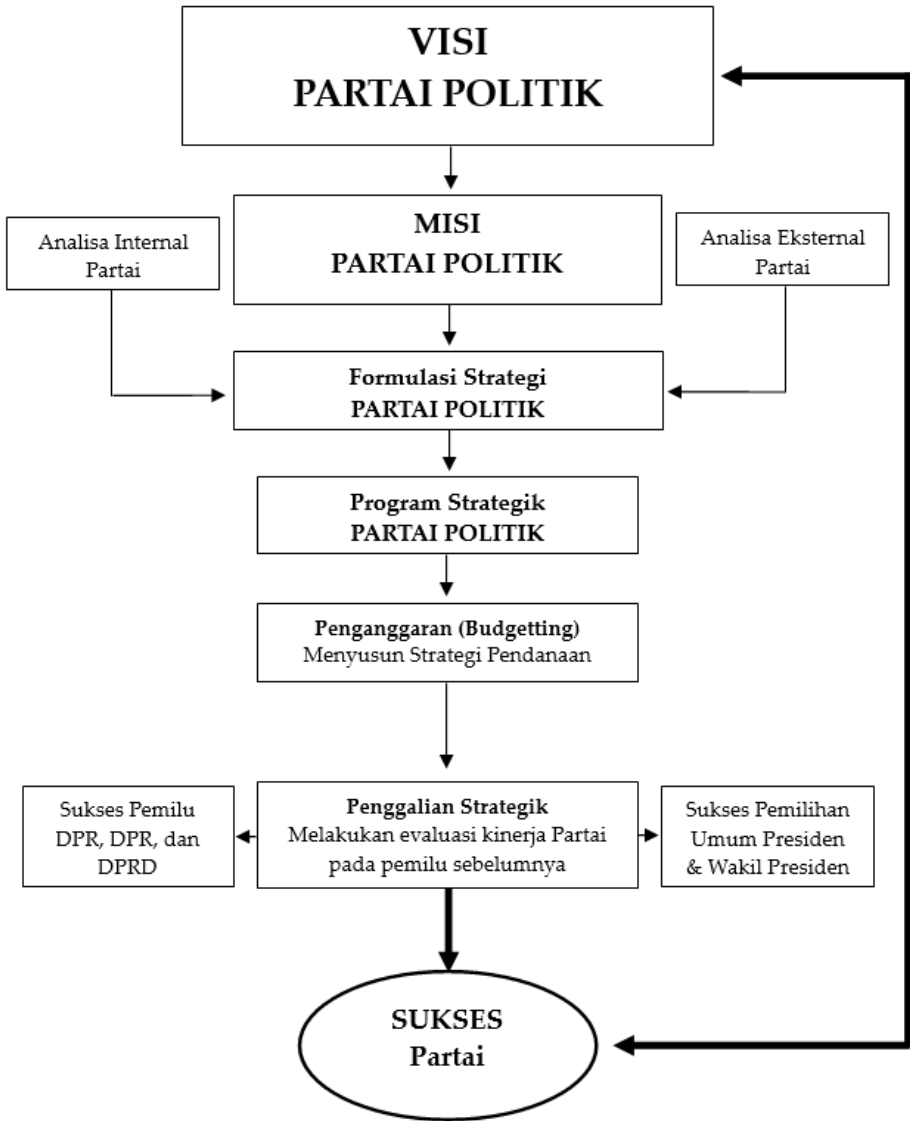 VISI
PARTAI POLITIK
MISI
PARTAI POLITIK
Analisa Internal
Partai
Analisa Eksternal
Partai
Formulasi Strategi
PARTAI POLITIK
Program Strategik
PARTAI POLITIK
Penganggaran (Budgetting)
Menyusun Strategi Pendanaan
Sukses Pemilu
DPR, DPR, dan
DPRD
Penggalian Strategik
Melakukan evaluasi kinerja Partai
pada pemilu sebelumnya
Sukses Pemilihan
Umum Presiden
& Wakil Presiden
SUKSES
Partai